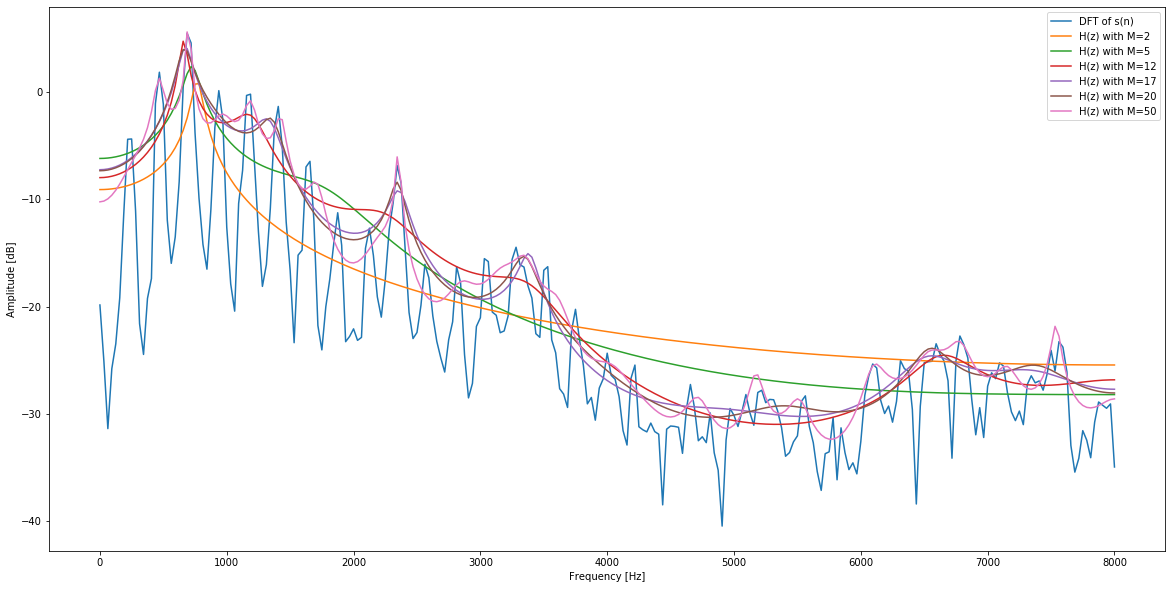 DFT of s(n)
H(z) with M=2
H(z) with M=5
H(z) with M=12
H(z) with M=17
H(z) with M=20
H(z) with M=50
Amplitude [dB]
0
−10
−20
−30
−40
0 1000 2000 3000 4000 5000 6000 7000 8000
Frequency [Hz]